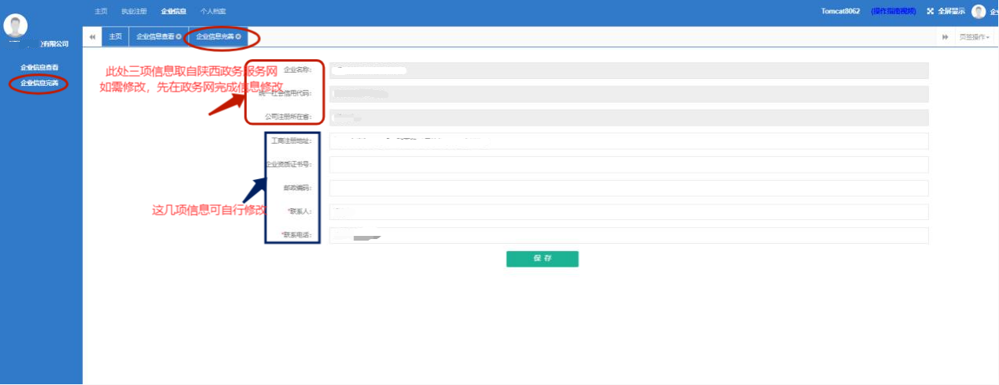 主页 执业注册 企业信息 个人档案
Tomcat8062 (操作指南视频) 全屏显示 企
有限公司
主页 企业信息查看 企业信息完善 页签操作
企业信息查看
企业信息完善
此处三项信息取自陕西政务服务网
如需修改，先在政务网完成信息修改
企业名称：
统一社会信用代码：
公司注册所在省：
工商注册地址：
企业资质证书号：
邮政编码：
这几项信息可自行修改
*联系人：
*联系电话：
保 存